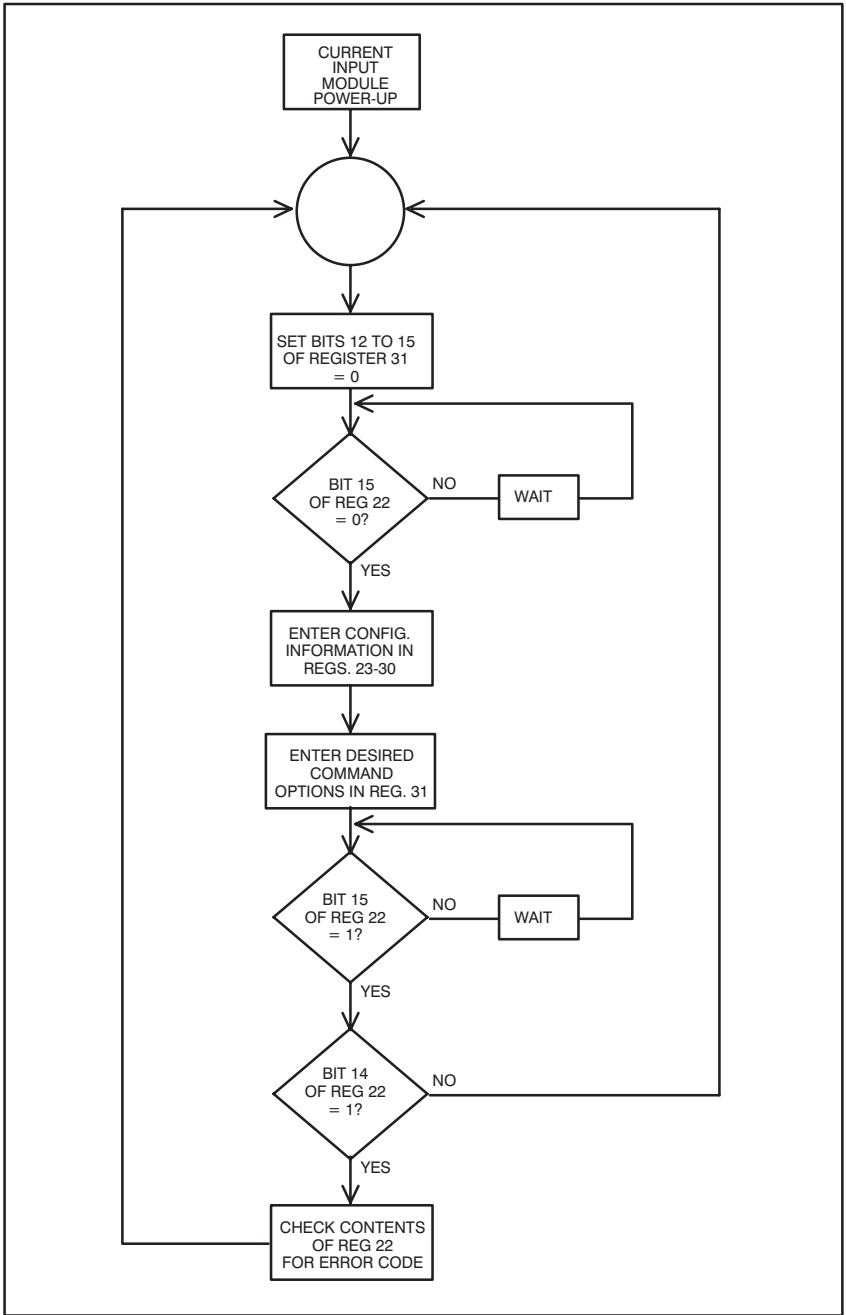 CURRENT
INPUT
MODULE
POWER-UP
SET BITS 12 TO 15
OF REGISTER 31
= 0
BIT 15
OF REG 22
= 0?
NO
WAIT
YES
ENTER CONFIG.
INFORMATION IN
REGS. 23-30
ENTER DESIRED
COMMAND
OPTIONS IN REG. 31
BIT 15
OF REG 22
= 1?
NO
WAIT
YES
BIT 14
OF REG 22
= 1?
NO
YES
CHECK CONTENTS
OF REG 22
FOR ERROR CODE